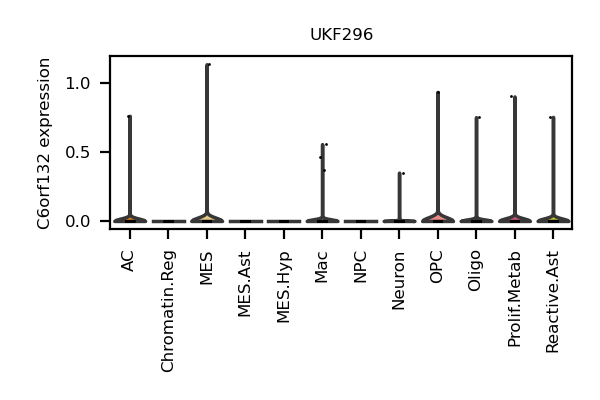 UKF296
C6orf132 expression
1.0
0.5
0.0
AC
Chromatin.Reg
MES
MES.Ast
MES.Hyp
Mac
NPC
Neuron
OPC
Oligo
Prolif.Metab
Reactive.Ast